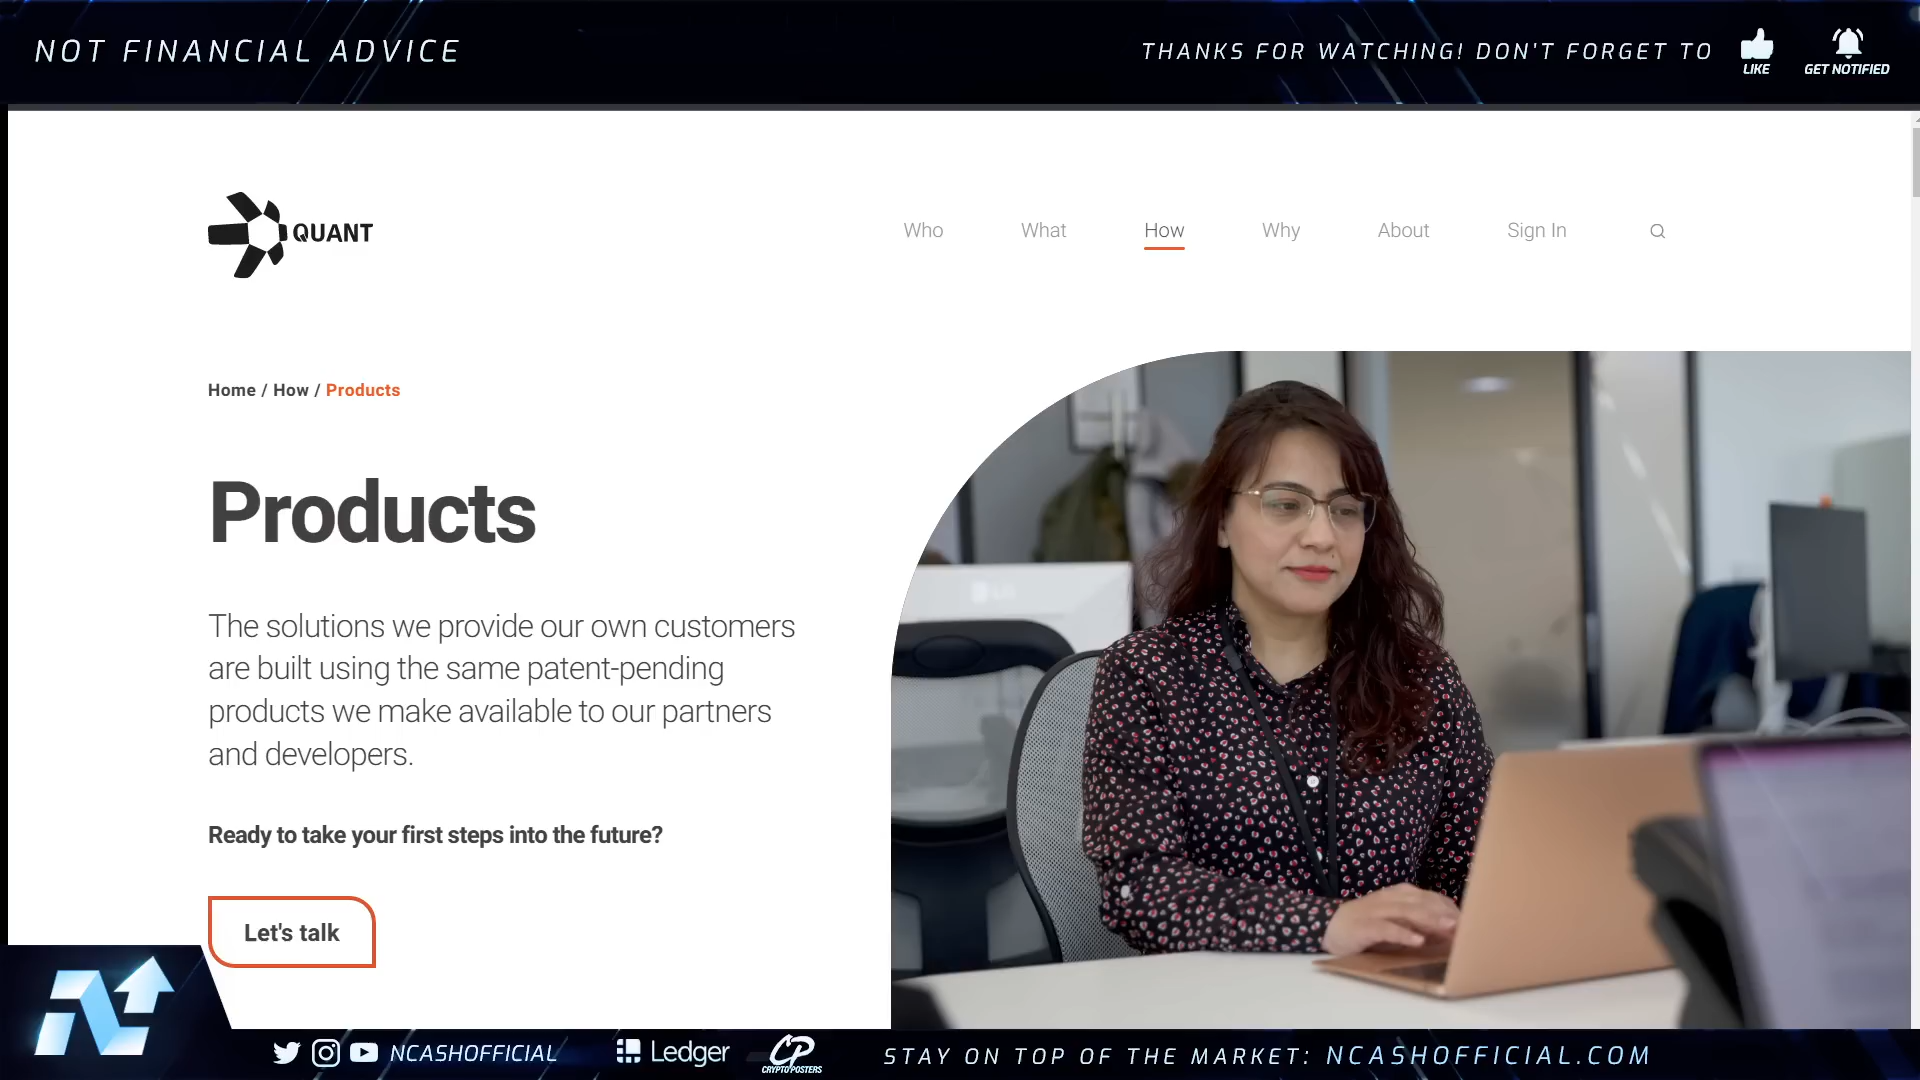 NOT FINANCIAL ADVICE
THANKS FOR WATCHING! DON'T FORGET TO
LIKE
GET NOTIFIED
QUANT
Who
What
How
Why
About
Sign In
Home / How / Products
Products
The solutions we provide our own customers
are built using the same patent-pending
products we make available to our partners
and developers.
Ready to take your first steps into the future?
Let's talk
LG
NCASHOFFICIAL
Ledger
CP
CRYPTO POSTERS
STAY ON TOP OF THE MARKET: NCASHOFFICIAL.COM